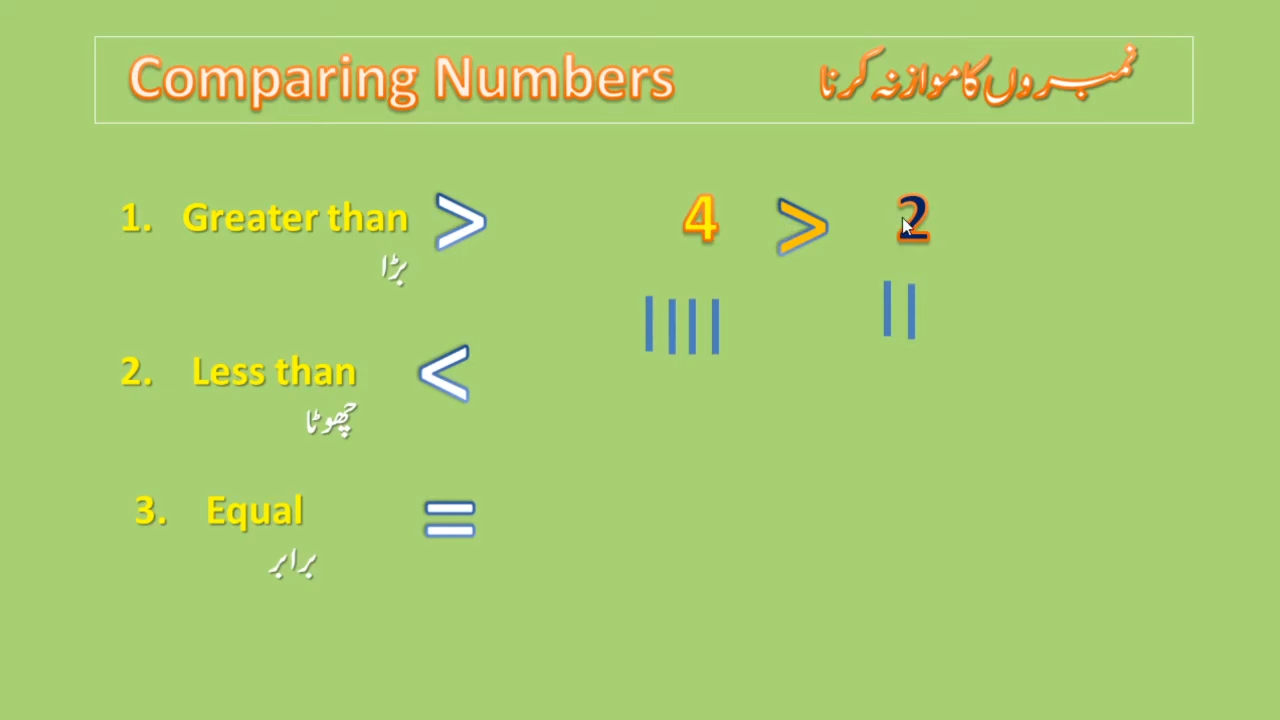 Comparing Numbers نمبروں کا موازنہ کرنا
1. Greater than > 4 > 2
بڑا
2. Less than <
چھوٹا
3. Equal =
برابر